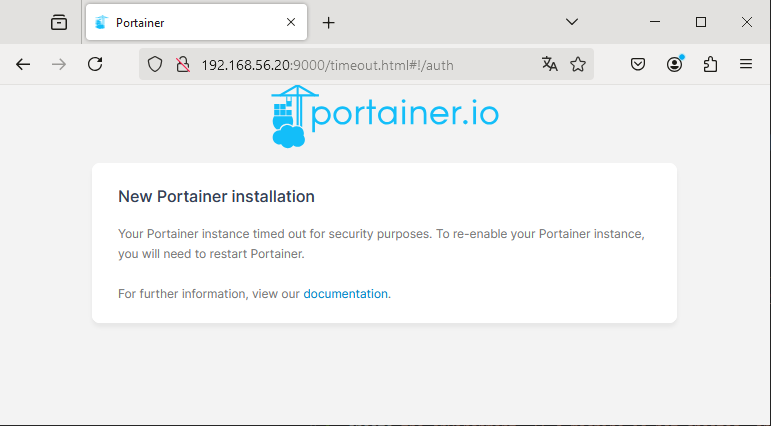 Portainer
192.168.56.20:9000/timeout.html#!/auth
portainer.io
New Portainer installation
Your Portainer instance timed out for security purposes. To re-enable your Portainer instance,
you will need to restart Portainer.
For further information, view our documentation.